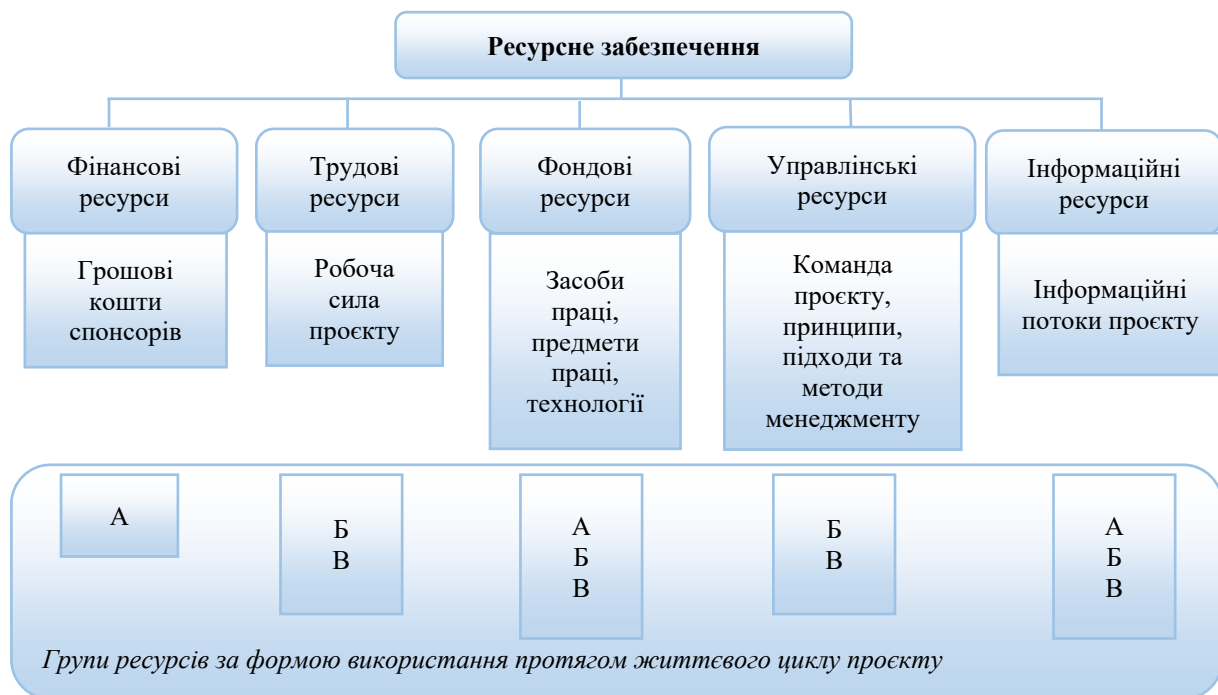 Ресурсне забезпечення
Фінансові
ресурси
Трудові
ресурси
Фондові
ресурси
Управлінські
ресурси
Інформаційні
ресурси
Грошові
кошти
спонсорів
Робоча
сила
проєкту
Засоби
праці,
предмети
праці,
технології
Команда
проєкту,
принципи,
підходи та
методи
менеджменту
Інформаційні
потоки проєкту
А
Б
В
А
Б
В
Б
В
А
Б
В
Групи ресурсів за формою використання протягом життєвого циклу проєкту